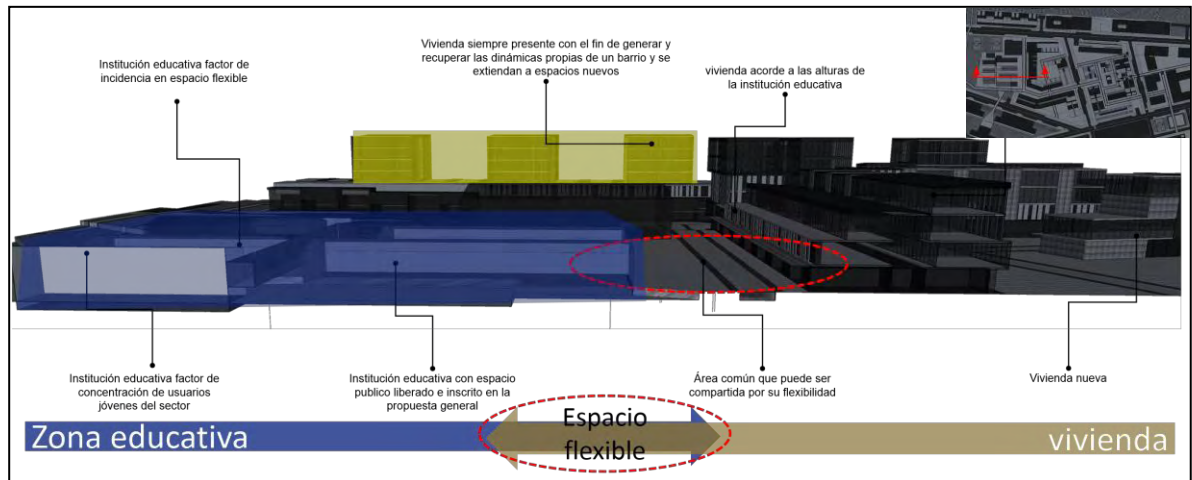 Institución educativa factor de
incidencia en espacio flexible
Vivienda siempre presente con el fin de generar y
recuperar las dinámicas propias de un barrio y se
extiendan a espacios nuevos
vivienda acorde a las alturas de
la institución educativa
Institución educativa factor de
concentración de usuarios
jóvenes del sector
Institución educativa con espacio
publico liberado e inscrito en la
propuesta general
Área común que puede ser
compartida por su flexibilidad
Vivienda nueva
Zona educativa
Espacio
flexible
vivienda